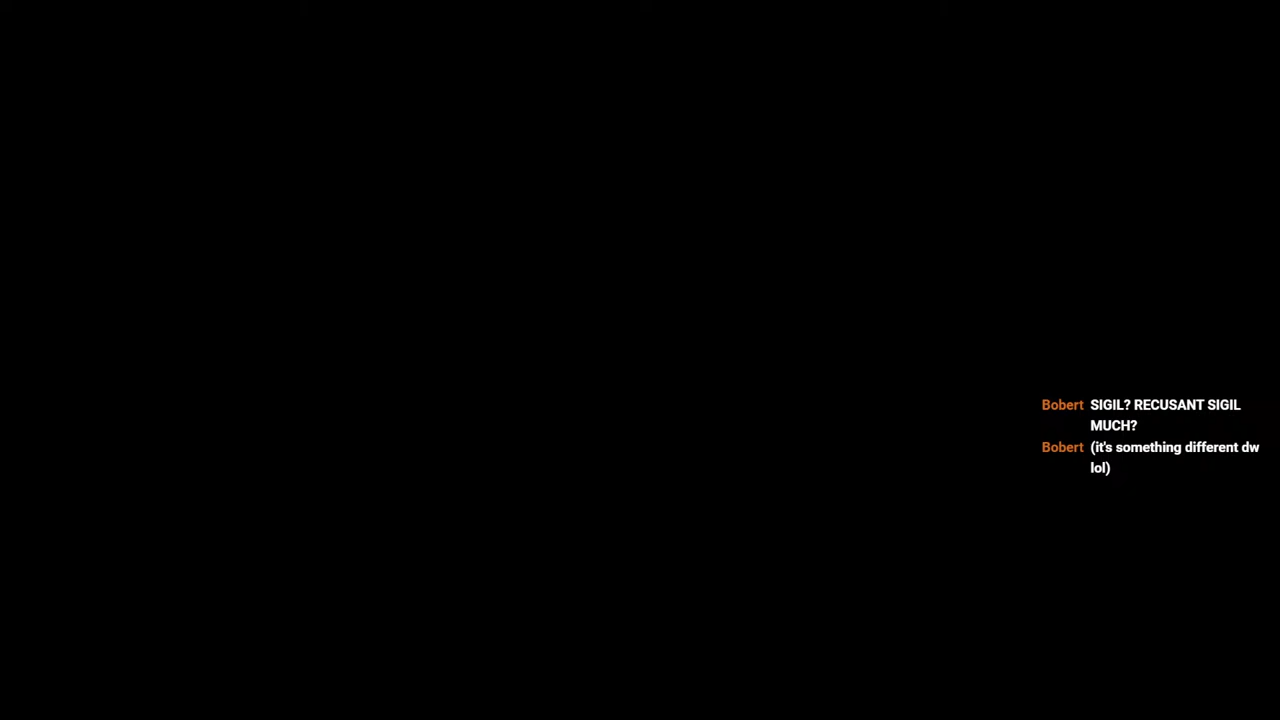 Bobert SIGIL? RECUSANT SIGIL
MUCH?
Bobert (it's something different dw
lol)